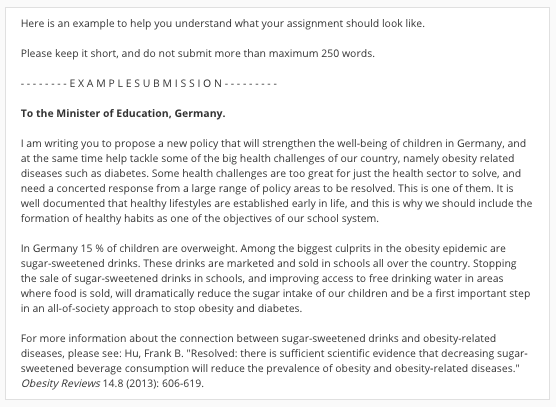 Here is an example to help you understand what your assignment should look like.
Please keep it short, and do not submit more than maximum 250 words.
- - - - - - - - E X A M P L E S U B M I S S I O N - - - - - - - - -
To the Minister of Education, Germany.
I am writing you to propose a new policy that will strengthen the well-being of children in Germany, and
at the same time help tackle some of the big health challenges of our country, namely obesity related
diseases such as diabetes. Some health challenges are too great for just the health sector to solve, and
need a concerted response from a large range of policy areas to be resolved. This is one of them. It is
well documented that healthy lifestyles are established early in life, and this is why we should include the
formation of healthy habits as one of the objectives of our school system.
In Germany 15 % of children are overweight. Among the biggest culprits in the obesity epidemic are
sugar-sweetened drinks. These drinks are marketed and sold in schools all over the country. Stopping
the sale of sugar-sweetened drinks in schools, and improving access to free drinking water in areas
where food is sold, will dramatically reduce the sugar intake of our children and be a first important step
in an all-of-society approach to stop obesity and diabetes.
For more information about the connection between sugar-sweetened drinks and obesity-related
diseases, please see: Hu, Frank B. "Resolved: there is sufficient scientific evidence that decreasing sugar-
sweetened beverage consumption will reduce the prevalence of obesity and obesity-related diseases."
Obesity Reviews 14.8 (2013): 606-619.